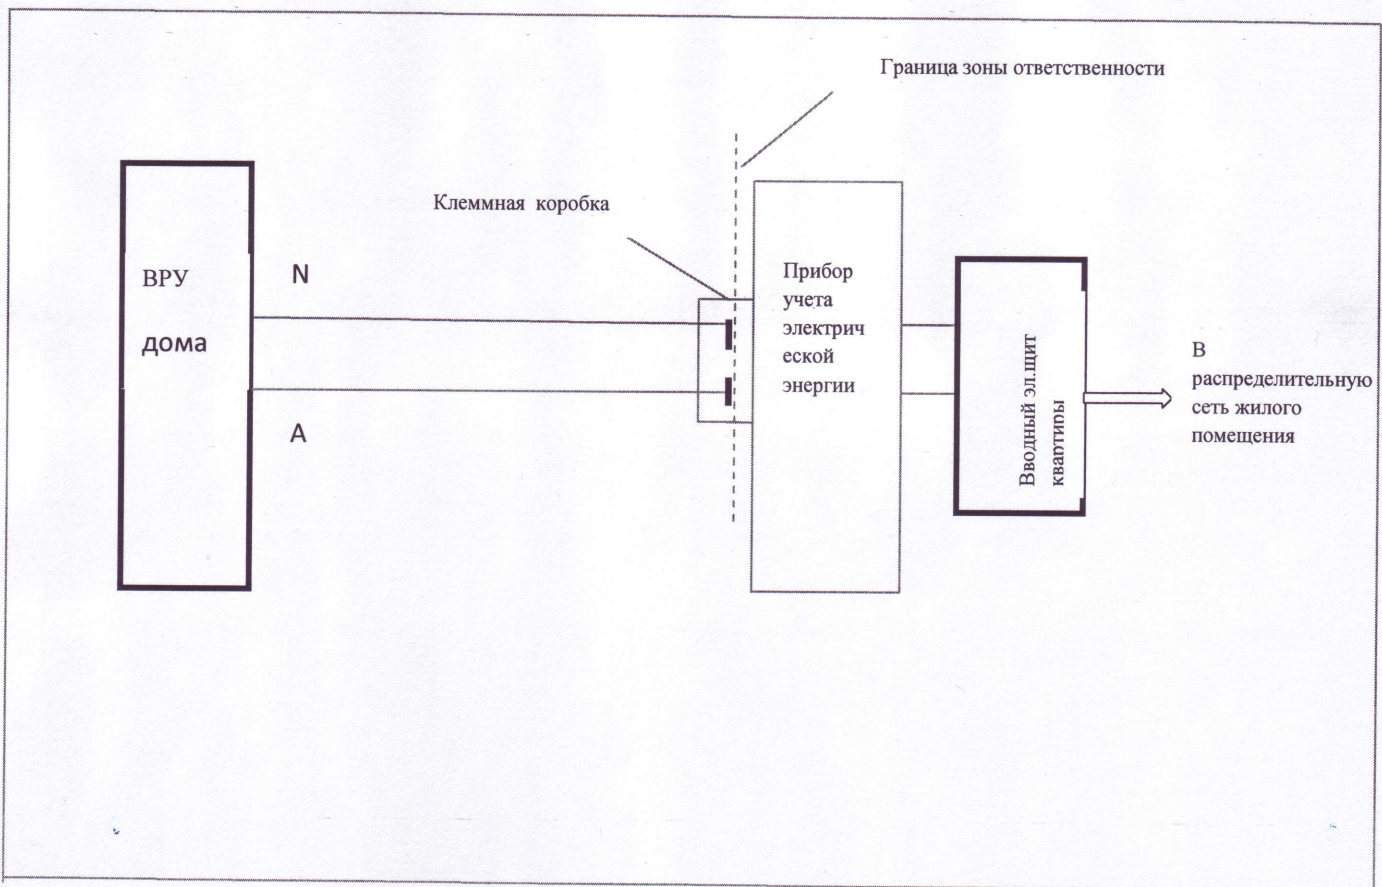 Граница зоны ответственности
Клеммная коробка
ВРУ
дома
N
A
Прибор
учета
электрич
еской
энергии
Вводный эл.щит
квартиры
В
распределительную
сеть жилого
помещения